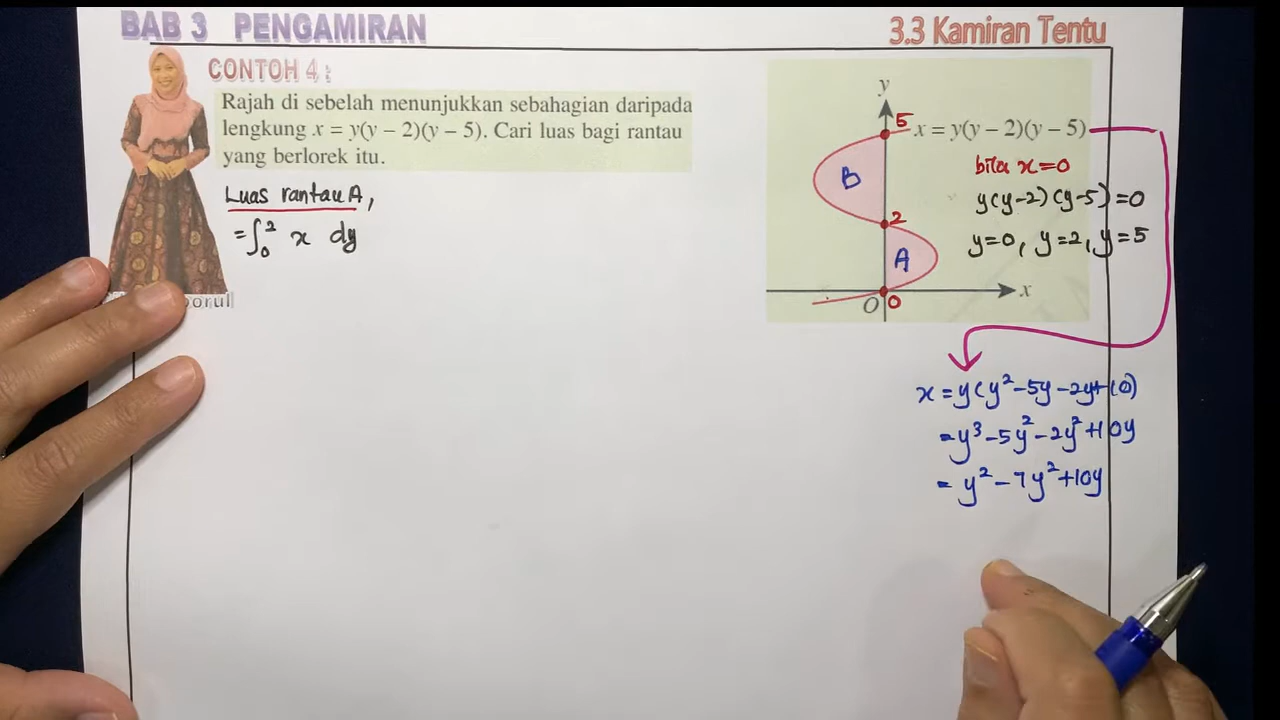 BAB 3 PENGAMIRAN
3.3 Kamiran Tentu
CONTOH 4 :
Rajah di sebelah menunjukkan sebahagian daripada
lengkung x = y(y − 2)(y − 5). Cari luas bagi rantau
yang berlorek itu.
Luas rantau A,
= ∫₀² x dy
y
5
x = y(y − 2)(y − 5)
bila x=0
B
y(y-2)(y-5)=0
2
y=0, y=2, y=5
A
x
O
0
x = y(y²-5y-2y+10)
= y³-5y²-2y²+10y
= y²-7y²+10y